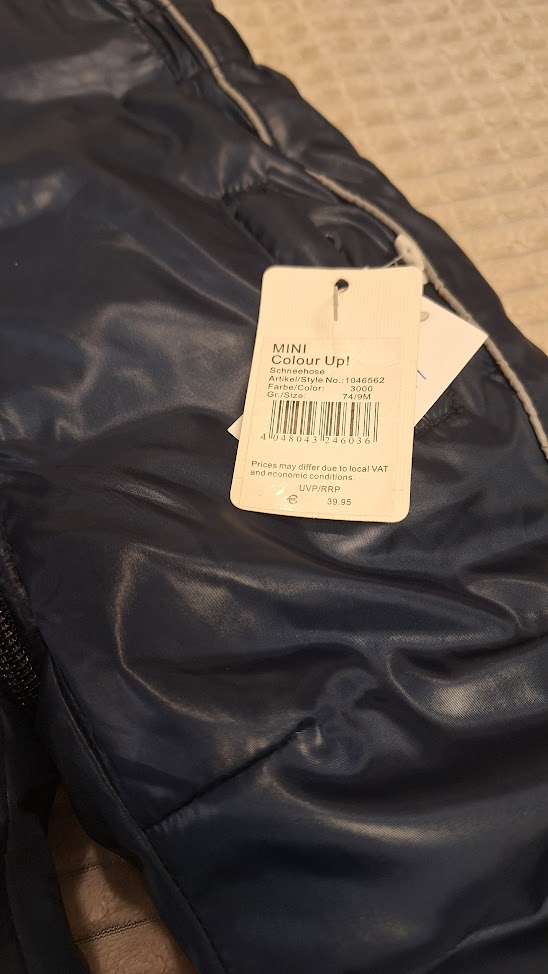 MINI
Colour Up!
Schneehose
Artikel/Style No.:1046562
Farbe/Color: 3000
Gr./Size: 74/9M
4 048043 246036
Prices may differ due to local VAT
and economic conditions.
UVP/RRP
€ 39,95